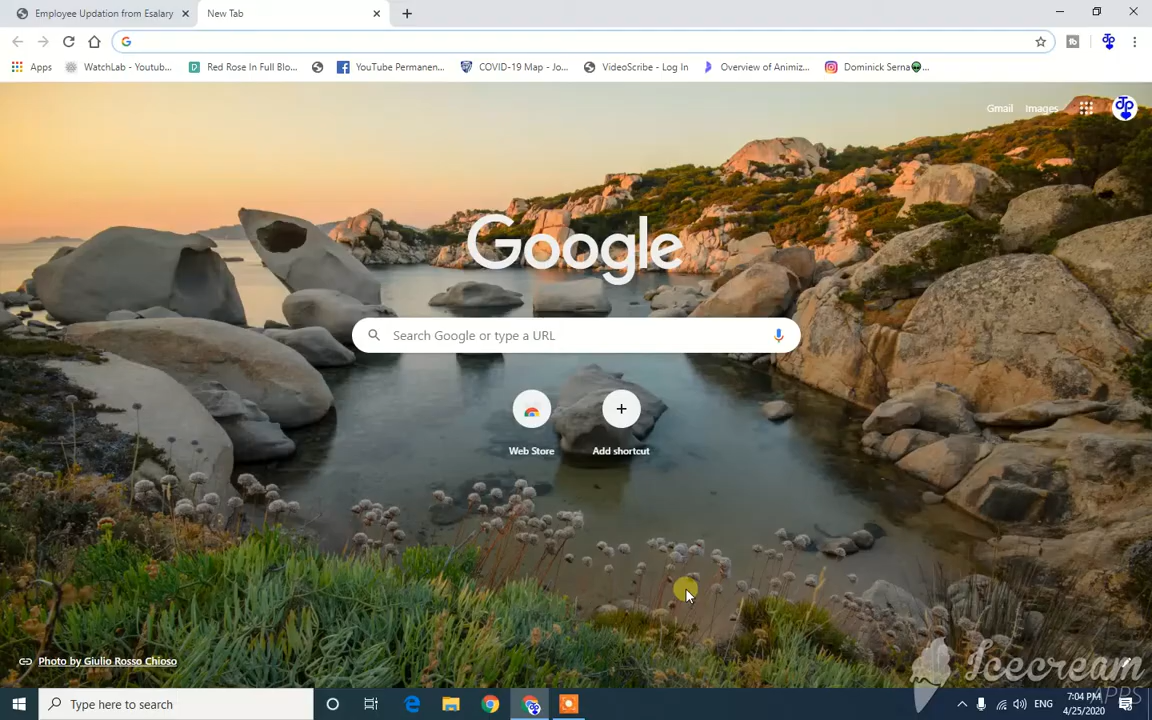 Employee Updation from Esalary
New Tab
Apps
WatchLab - Youtub...
Red Rose In Full Blo...
YouTube Permanen...
COVID-19 Map - Jo...
VideoScribe - Log In
Overview of Animiz...
Dominick Serna👽...
Gmail
Images
Google
Search Google or type a URL
Web Store
Add shortcut
Photo by Giulio Rosso Chioso
Icecream
APPS
Type here to search
ENG
7:04 PM
4/25/2020